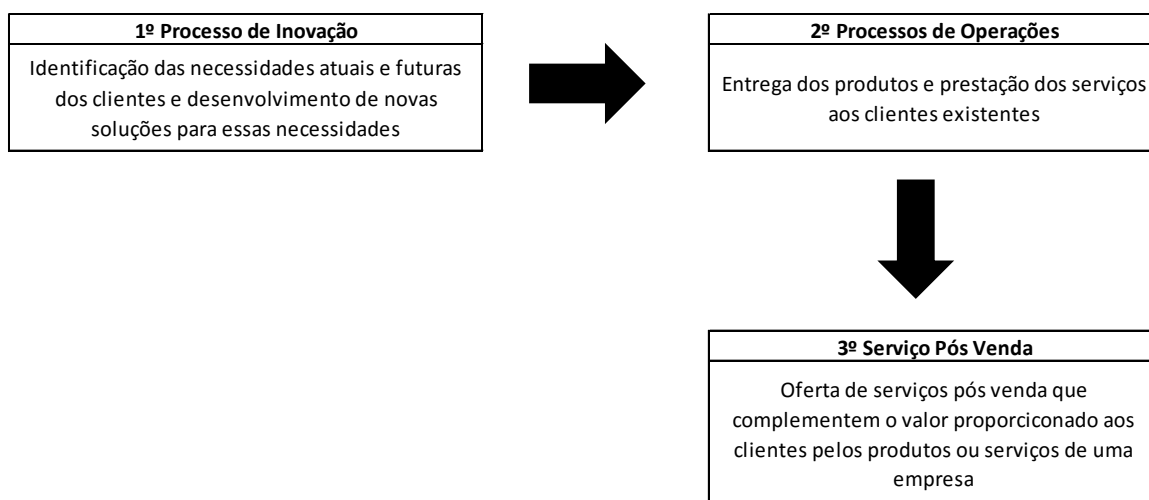 1º Processo de Inovação
Identificação das necessidades atuais e futuras
dos clientes e desenvolvimento de novas
soluções para essas necessidades
2º Processos de Operações
Entrega dos produtos e prestação dos serviços
aos clientes existentes
3º Serviço Pós Venda
Oferta de serviços pós venda que
complementem o valor proporciconado aos
clientes pelos produtos ou serviços de uma
empresa